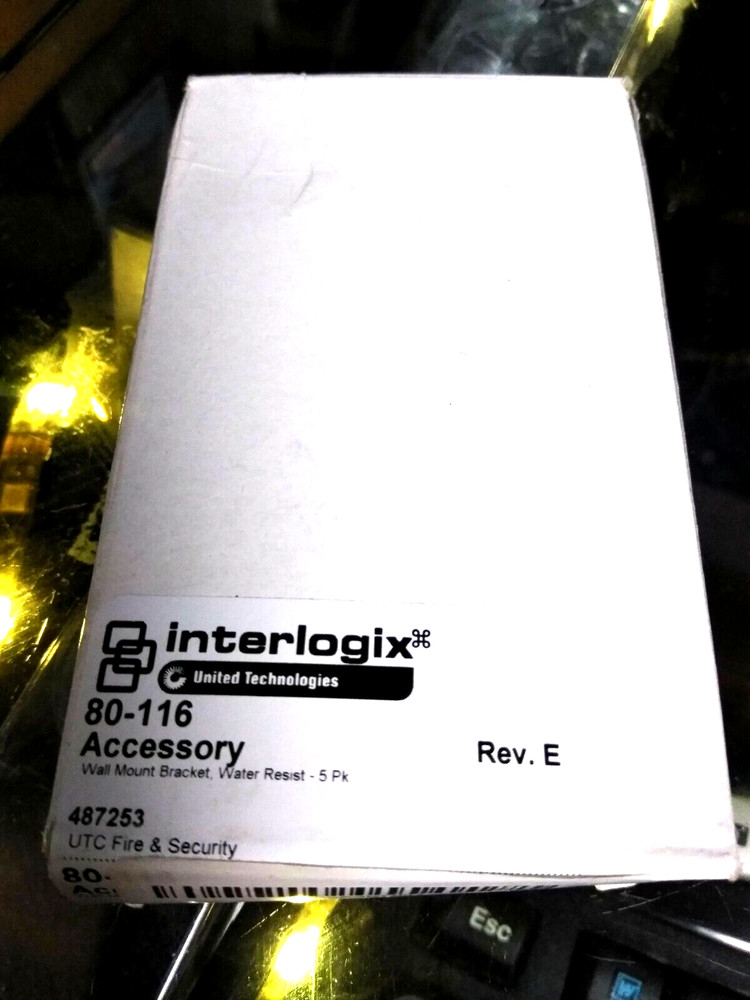 interlogix⌘
United Technologies
80-116
Accessory
Rev. E
Wall Mount Bracket, Water Resist - 5 Pk
487253
UTC Fire & Security
80-
Esc
W